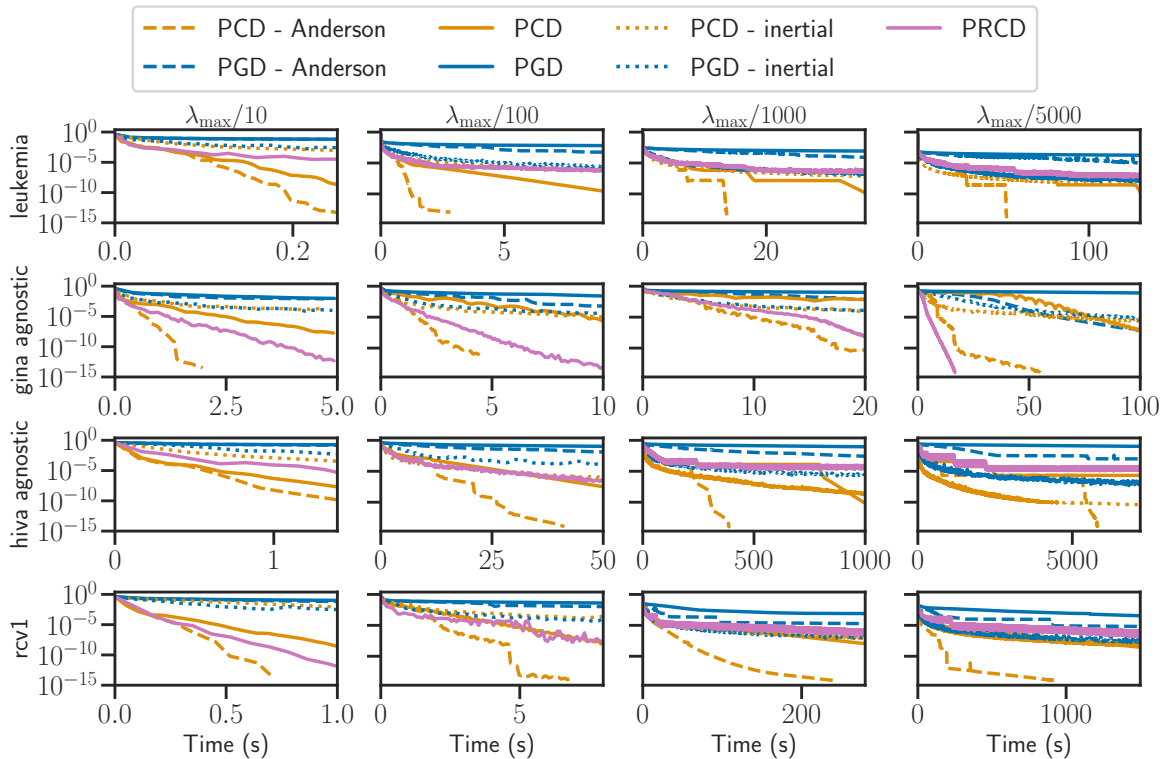 PCD - Anderson PCD PCD - inertial PRCD
PGD - Anderson PGD PGD - inertial
λmax/10 λmax/100 λmax/1000 λmax/5000
leukemia
10^0
10^−5
10^−10
10^−15
0.0 0.2 0 5 0 20 0 100
gina agnostic
10^0
10^−5
10^−10
10^−15
0.0 2.5 5.0 0 5 10 0 10 20 0 50 100
hiva agnostic
10^0
10^−5
10^−10
10^−15
0 1 0 25 50 0 500 1000 0 5000
rcv1
10^0
10^−5
10^−10
10^−15
0.0 0.5 1.0 0 5 0 200 0 1000
Time (s) Time (s) Time (s) Time (s)